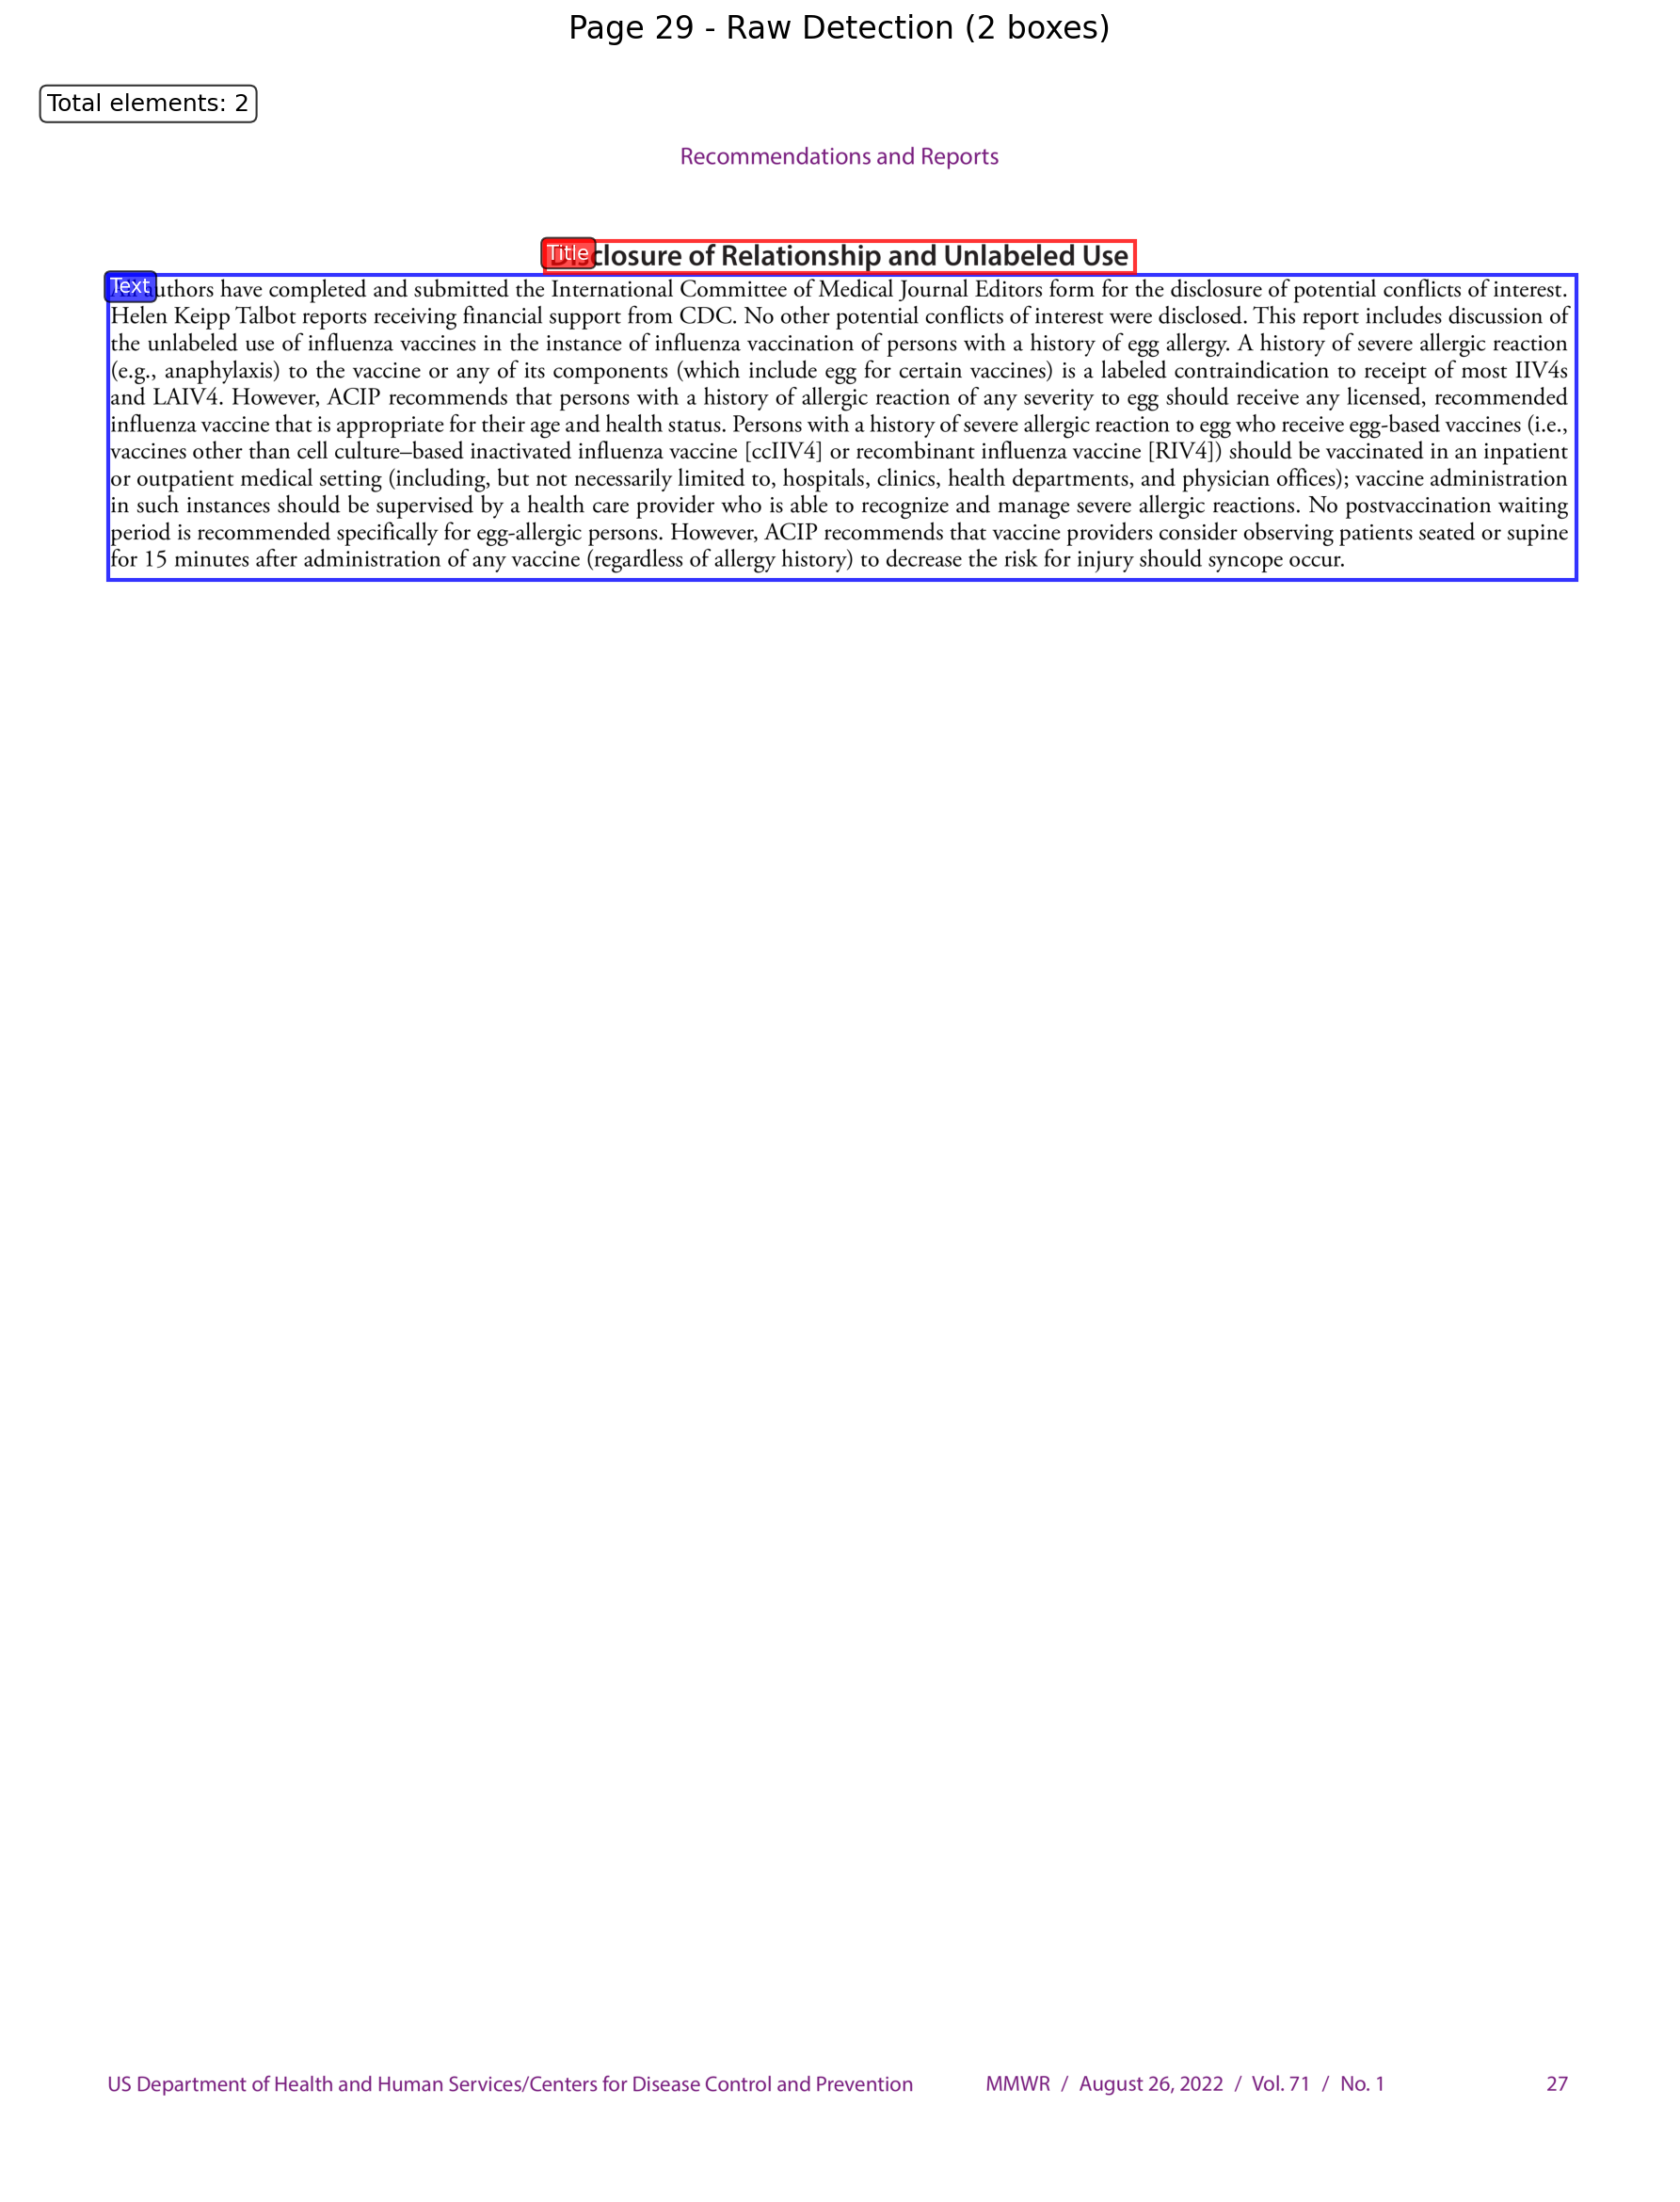 Page 29 - Raw Detection (2 boxes)
Total elements: 2
Recommendations and Reports
Title
closure of Relationship and Unlabeled Use
Text
uthors have completed and submitted the International Committee of Medical Journal Editors form for the disclosure of potential conflicts of interest.
Helen Keipp Talbot reports receiving financial support from CDC. No other potential conflicts of interest were disclosed. This report includes discussion of
the unlabeled use of influenza vaccines in the instance of influenza vaccination of persons with a history of egg allergy. A history of severe allergic reaction
(e.g., anaphylaxis) to the vaccine or any of its components (which include egg for certain vaccines) is a labeled contraindication to receipt of most IIV4s
and LAIV4. However, ACIP recommends that persons with a history of allergic reaction of any severity to egg should receive any licensed, recommended
influenza vaccine that is appropriate for their age and health status. Persons with a history of severe allergic reaction to egg who receive egg-based vaccines (i.e.,
vaccines other than cell culture–based inactivated influenza vaccine [ccIIV4] or recombinant influenza vaccine [RIV4]) should be vaccinated in an inpatient
or outpatient medical setting (including, but not necessarily limited to, hospitals, clinics, health departments, and physician offices); vaccine administration
in such instances should be supervised by a health care provider who is able to recognize and manage severe allergic reactions. No postvaccination waiting
period is recommended specifically for egg-allergic persons. However, ACIP recommends that vaccine providers consider observing patients seated or supine
for 15 minutes after administration of any vaccine (regardless of allergy history) to decrease the risk for injury should syncope occur.
US Department of Health and Human Services/Centers for Disease Control and Prevention MMWR / August 26, 2022 / Vol. 71 / No. 1 27